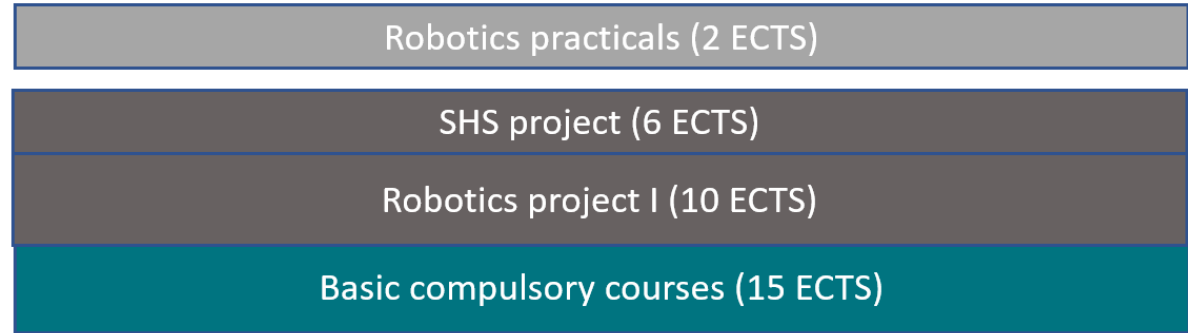 Robotics practicals (2 ECTS)
SHS project (6 ECTS)
Robotics project I (10 ECTS)
Basic compulsory courses (15 ECTS)